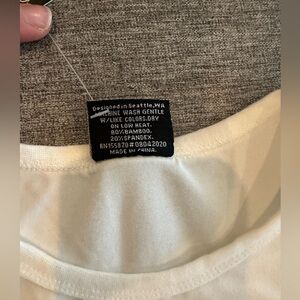 Designed in Seattle, WA
MACHINE WASH GENTLE
W/LIKE COLORS.DRY
ON LOW HEAT.
80%BAMBOO.
20%SPANDEX.
RN155870#08042020
MADE IN CHINA.